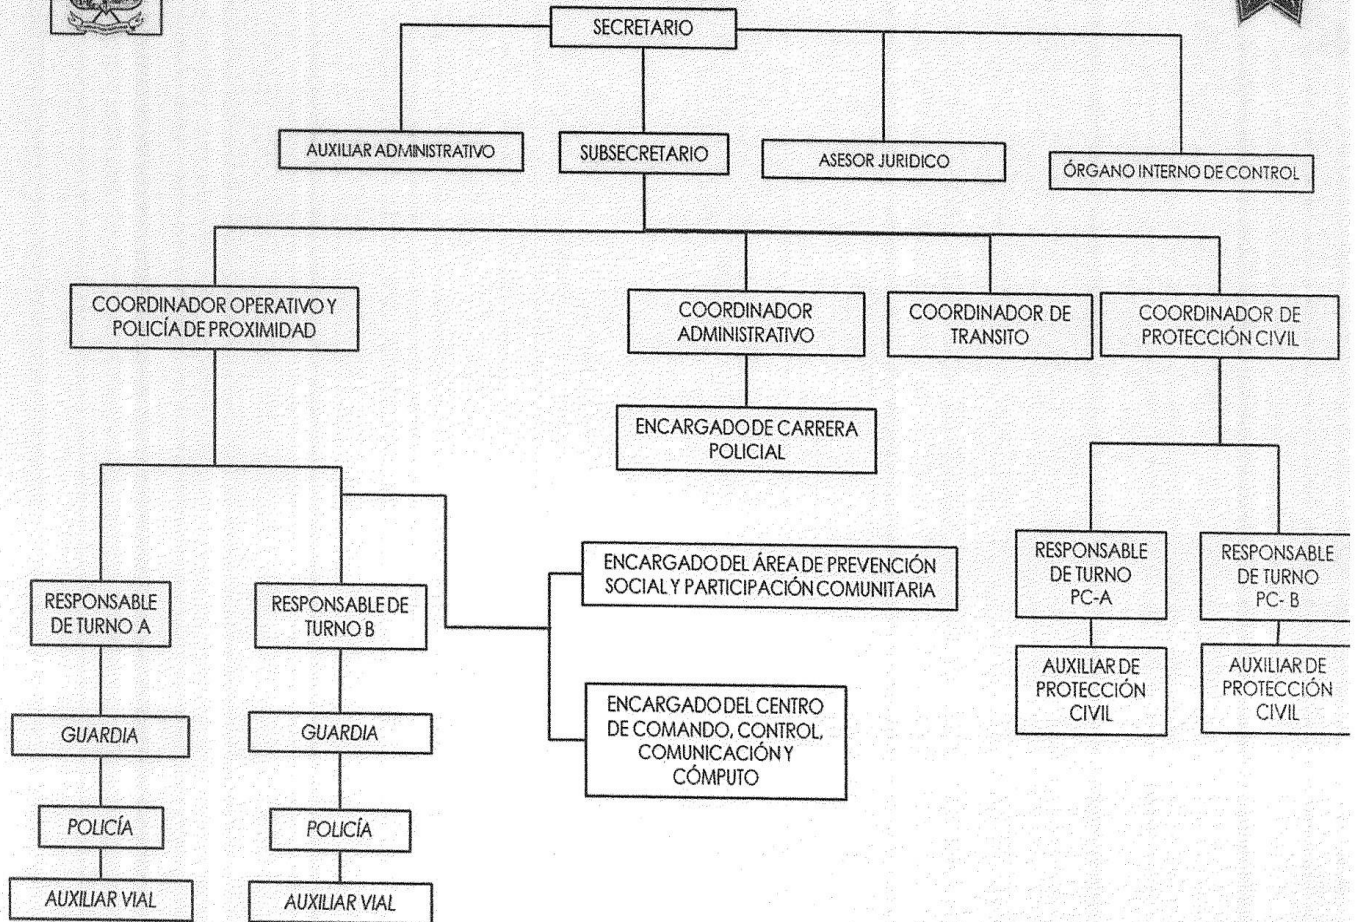 SECRETARIO
AUXILIAR ADMINISTRATIVO
SUBSECRETARIO
ASESOR JURIDICO
ÓRGANO INTERNO DE CONTROL
COORDINADOR OPERATIVO Y
POLICÍA DE PROXIMIDAD
COORDINADOR
ADMINISTRATIVO
COORDINADOR DE
TRANSITO
COORDINADOR DE
PROTECCIÓN CIVIL
ENCARGADO DE CARRERA
POLICIAL
RESPONSABLE
DE TURNO A
RESPONSABLE DE
TURNO B
ENCARGADO DEL ÁREA DE PREVENCIÓN
SOCIAL Y PARTICIPACIÓN COMUNITARIA
RESPONSABLE
DE TURNO
PC-A
RESPONSABLE
DE TURNO
PC- B
AUXILIAR DE
PROTECCIÓN
CIVIL
AUXILIAR DE
PROTECCIÓN
CIVIL
ENCARGADO DEL CENTRO
DE COMANDO, CONTROL,
COMUNICACIÓN Y
CÓMPUTO
GUARDIA
GUARDIA
POLICÍA
POLICÍA
AUXILIAR VIAL
AUXILIAR VIAL